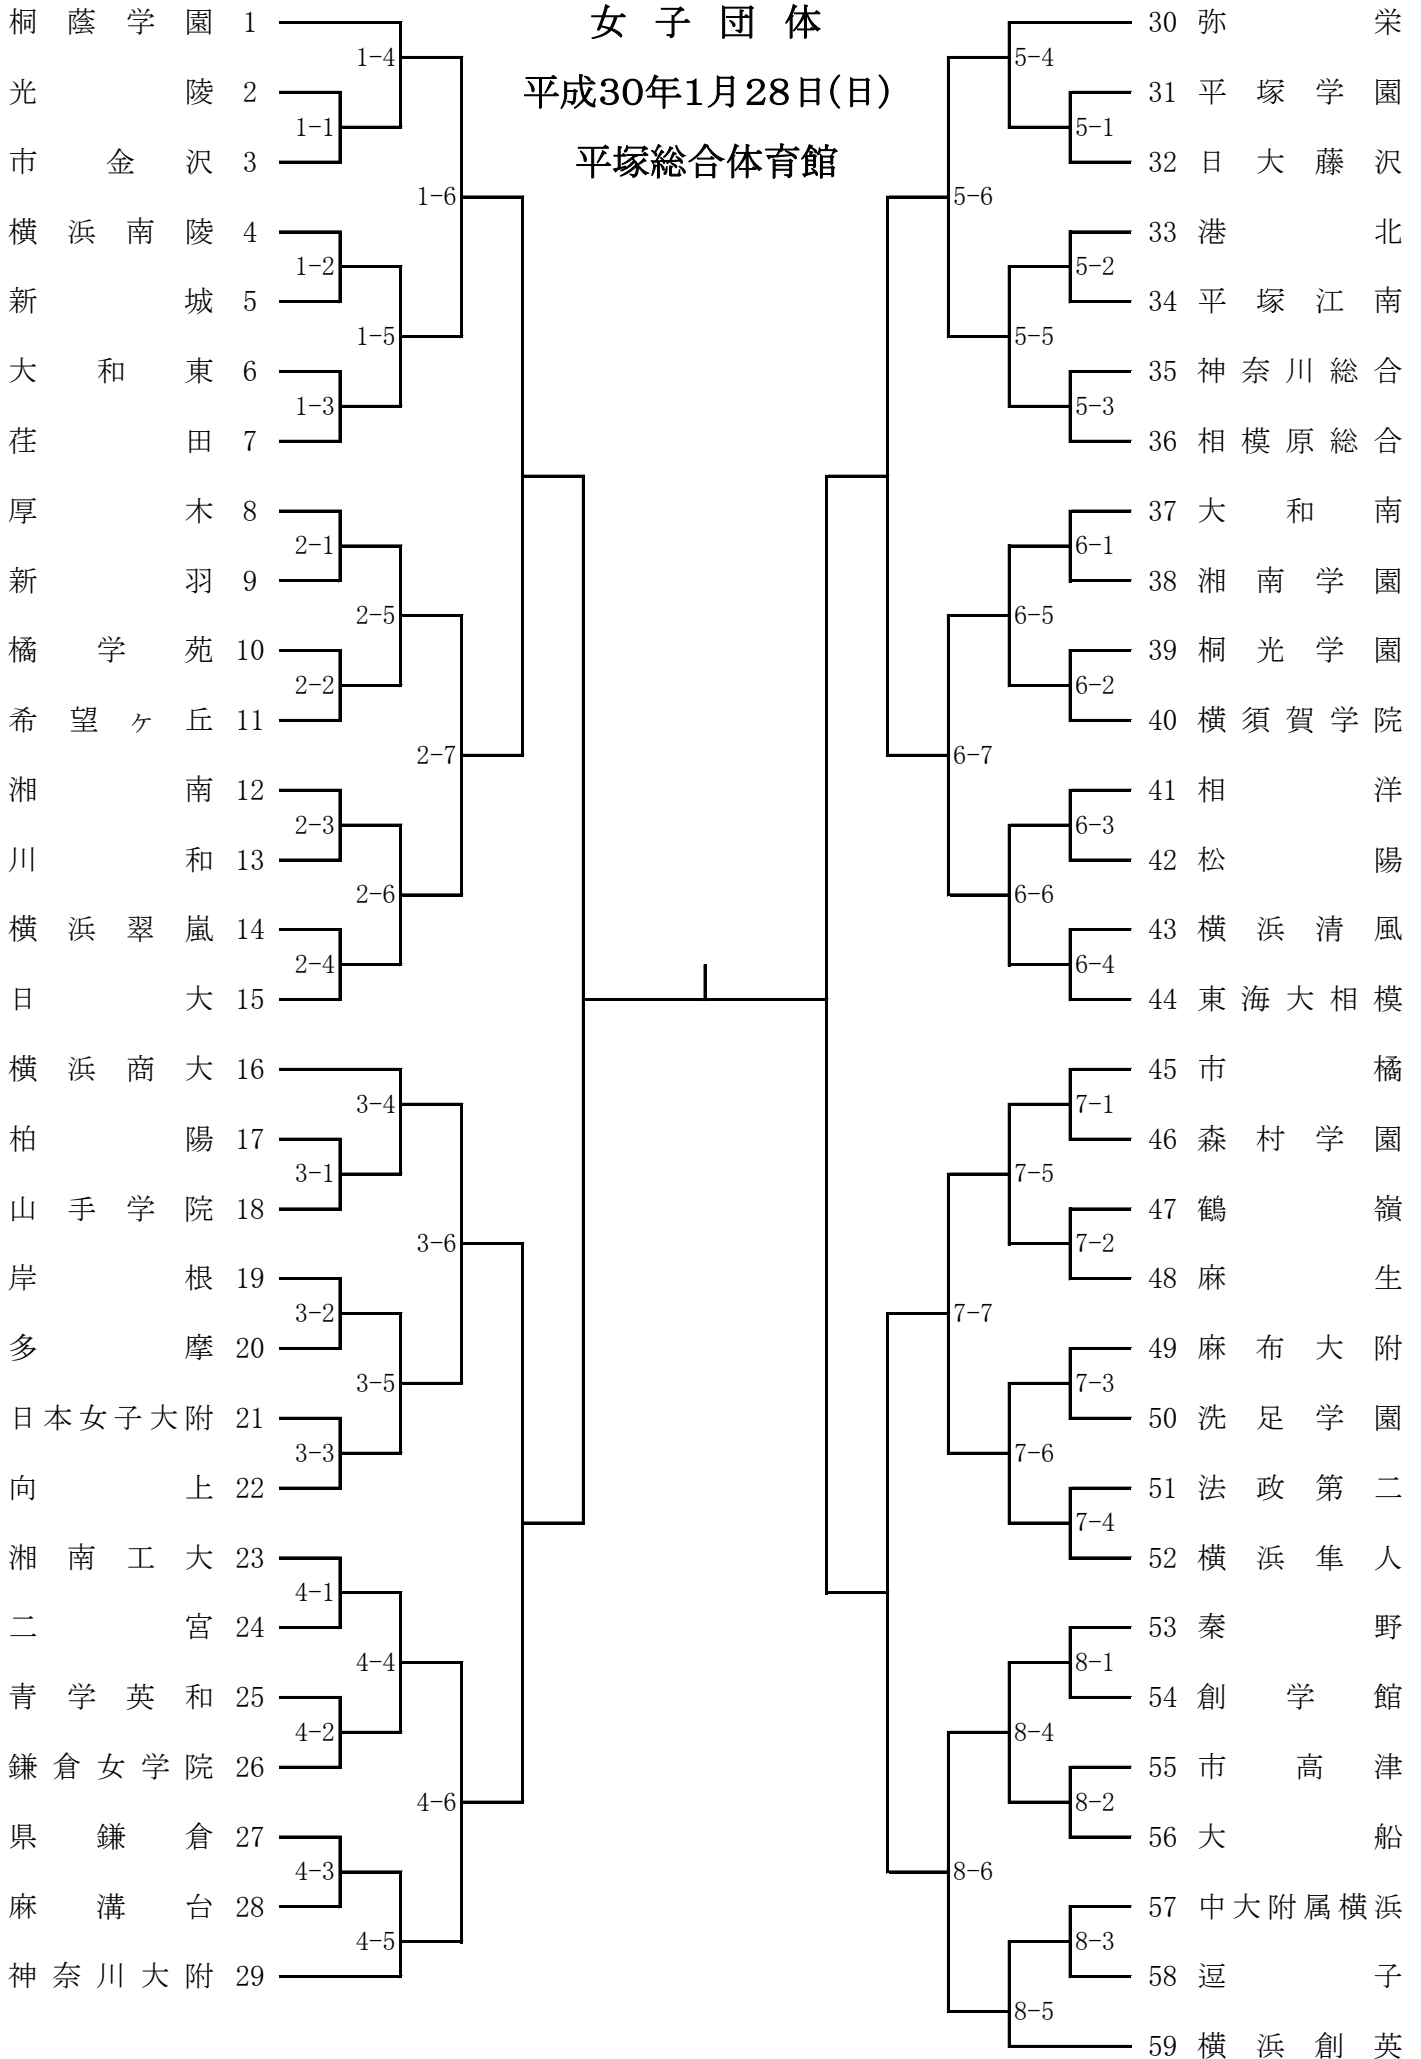 女子団体
平成30年1月28日(日)
平塚総合体育館
桐蔭学園 1
光陵 2
市金沢 3
横浜南陵 4
新城 5
大和東 6
荏田 7
厚木 8
新羽 9
橘学苑 10
希望ヶ丘 11
湘南 12
川和 13
横浜翠嵐 14
日大 15
横浜商大 16
柏陽 17
山手学院 18
岸根 19
多摩 20
日本女子大附 21
向上 22
湘南工大 23
二宮 24
青学英和 25
鎌倉女学院 26
県鎌倉 27
麻溝台 28
神奈川大附 29
1-4
1-1
1-6
1-2
1-5
1-3
2-1
2-5
2-2
2-7
2-3
2-6
2-4
3-4
3-1
3-6
3-2
3-5
3-3
4-1
4-4
4-2
4-6
4-3
4-5
5-4
5-1
5-6
5-2
5-5
5-3
6-1
6-5
6-2
6-7
6-3
6-6
6-4
7-1
7-5
7-2
7-7
7-3
7-6
7-4
8-1
8-4
8-2
8-6
8-3
8-5
30 弥栄
31 平塚学園
32 日大藤沢
33 港北
34 平塚江南
35 神奈川総合
36 相模原総合
37 大和南
38 湘南学園
39 桐光学園
40 横須賀学院
41 相洋
42 松陽
43 横浜清風
44 東海大相模
45 市橘
46 森村学園
47 鶴嶺
48 麻生
49 麻布大附
50 洗足学園
51 法政第二
52 横浜隼人
53 秦野
54 創学館
55 市高津
56 大船
57 中大附属横浜
58 逗子
59 横浜創英